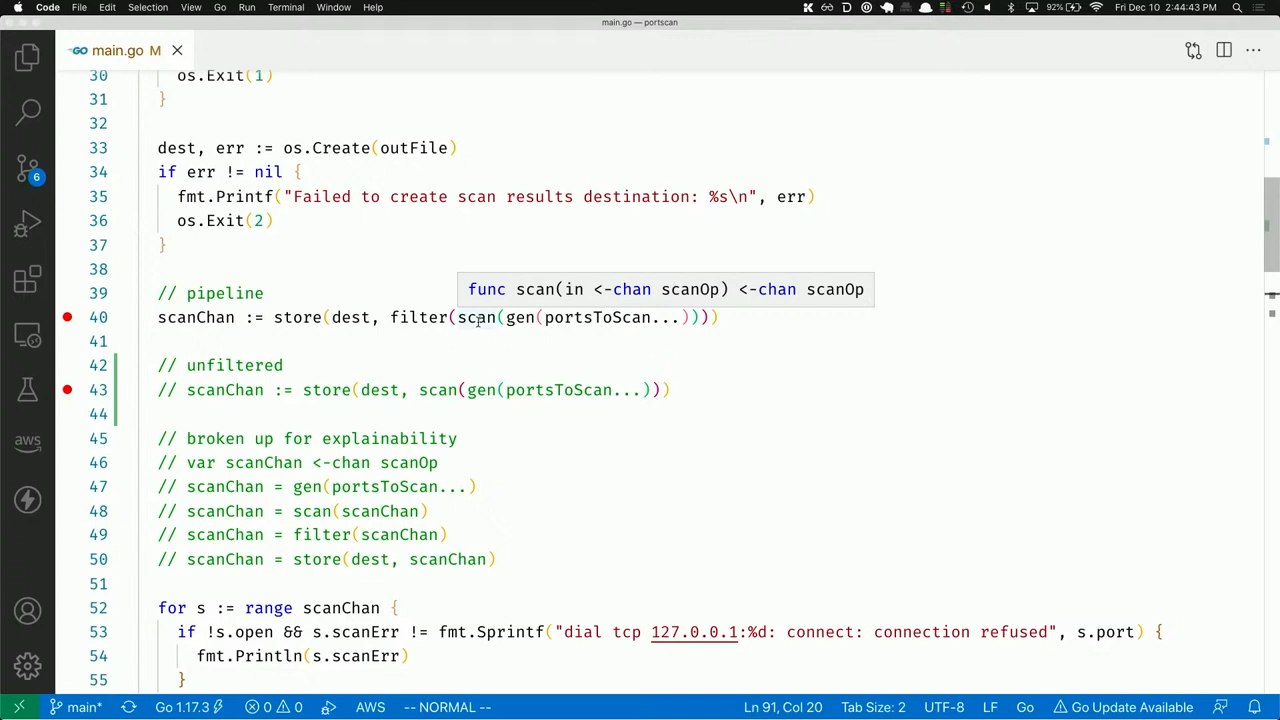 Code File Edit Selection View Go Run Terminal Window Help 92% Fri Dec 10 2:44:43 PM
main.go — portscan
GO main.go M
30 os.Exit(1)
31 }
32
33 dest, err := os.Create(outFile)
34 if err != nil {
35 fmt.Printf("Failed to create scan results destination: %s\n", err)
36 os.Exit(2)
37 }
38
func scan(in <-chan scanOp) <-chan scanOp
39 // pipeline
40 scanChan := store(dest, filter(scan(gen(portsToScan...))))
41
42 // unfiltered
43 // scanChan := store(dest, scan(gen(portsToScan...)))
44
45 // broken up for explainability
46 // var scanChan <-chan scanOp
47 // scanChan = gen(portsToScan...)
48 // scanChan = scan(scanChan)
49 // scanChan = filter(scanChan)
50 // scanChan = store(dest, scanChan)
51
52 for s := range scanChan {
53 if !s.open && s.scanErr != fmt.Sprintf("dial tcp 127.0.0.1:%d: connect: connection refused", s.port) {
54 fmt.Println(s.scanErr)
55 }
6
aws
main* Go 1.17.3 0 0 AWS -- NORMAL -- Ln 91, Col 20 Tab Size: 2 UTF-8 LF Go Go Update Available